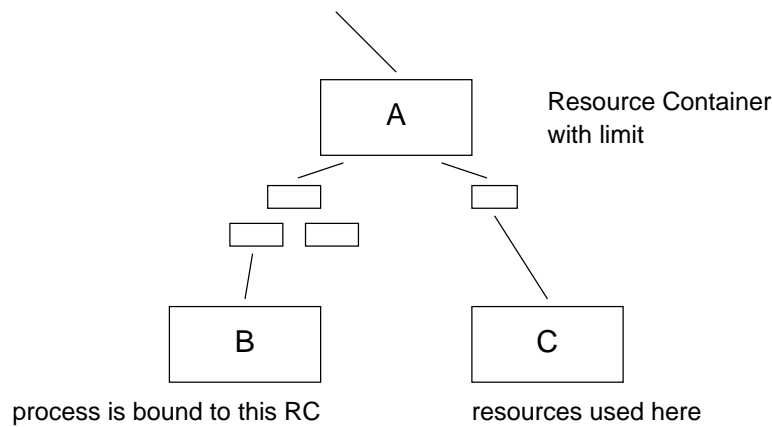 A
Resource Container
with limit
B
C
process is bound to this RC
resources used here